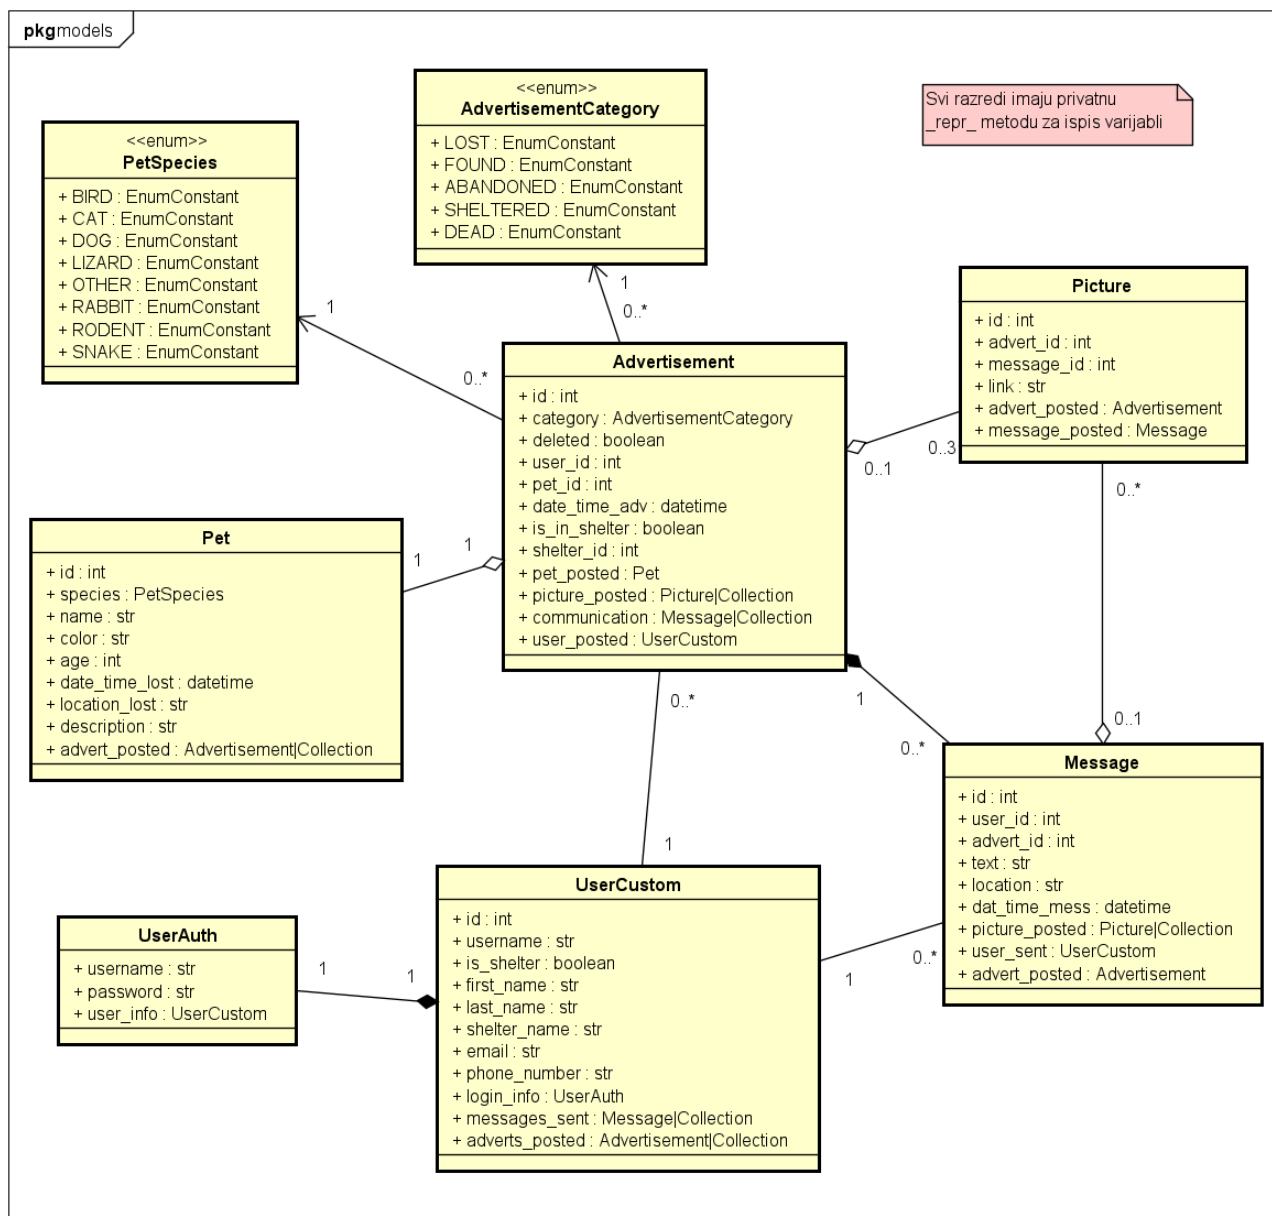 pkg models
<<enum>>
AdvertisementCategory
+ LOST : EnumConstant
+ FOUND : EnumConstant
+ ABANDONED : EnumConstant
+ SHELTERED : EnumConstant
+ DEAD : EnumConstant
Svi razredi imaju privatnu
_repr_ metodu za ispis varijabli
<<enum>>
PetSpecies
+ BIRD : EnumConstant
+ CAT : EnumConstant
+ DOG : EnumConstant
+ LIZARD : EnumConstant
+ OTHER : EnumConstant
+ RABBIT : EnumConstant
+ RODENT : EnumConstant
+ SNAKE : EnumConstant
1
0..*
1
0..*
Picture
+ id : int
+ advert_id : int
+ message_id : int
+ link : str
+ advert_posted : Advertisement
+ message_posted : Message
Advertisement
+ id : int
+ category : AdvertisementCategory
+ deleted : boolean
+ user_id : int
+ pet_id : int
+ date_time_adv : datetime
+ is_in_shelter : boolean
+ shelter_id : int
+ pet_posted : Pet
+ picture_posted : Picture|Collection
+ communication : Message|Collection
+ user_posted : UserCustom
0..1
0..3
0..*
0..1
Pet
+ id : int
+ species : PetSpecies
+ name : str
+ color : str
+ age : int
+ date_time_lost : datetime
+ location_lost : str
+ description : str
+ advert_posted : Advertisement|Collection
1
1
0..*
1
1
0..*
Message
+ id : int
+ user_id : int
+ advert_id : int
+ text : str
+ location : str
+ dat_time_mess : datetime
+ picture_posted : Picture|Collection
+ user_sent : UserCustom
+ advert_posted : Advertisement
UserCustom
+ id : int
+ username : str
+ is_shelter : boolean
+ first_name : str
+ last_name : str
+ shelter_name : str
+ email : str
+ phone_number : str
+ login_info : UserAuth
+ messages_sent : Message|Collection
+ adverts_posted : Advertisement|Collection
1
0..*
UserAuth
+ username : str
+ password : str
+ user_info : UserCustom
1
1